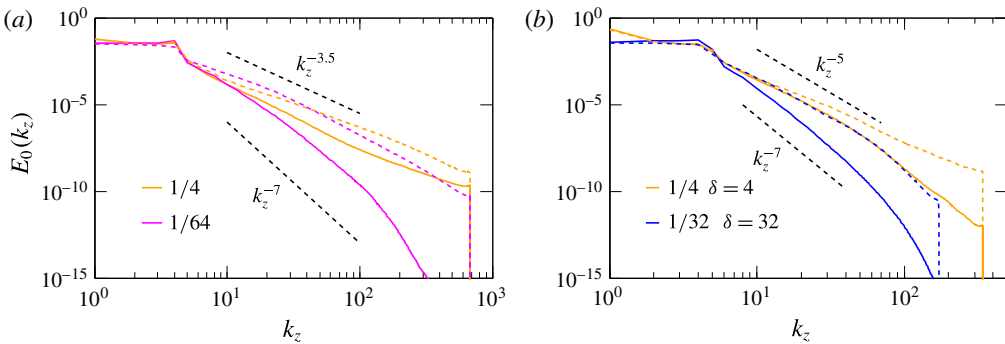 (a)
10^0
10^-5
10^-10
10^-15
E_0(k_z)
k_z^-3.5
k_z^-7
1/4
1/64
10^0 10^1 10^2 10^3
k_z
(b)
10^0
10^-5
10^-10
10^-15
k_z^-5
k_z^-7
1/4 δ = 4
1/32 δ = 32
10^0 10^1 10^2
k_z